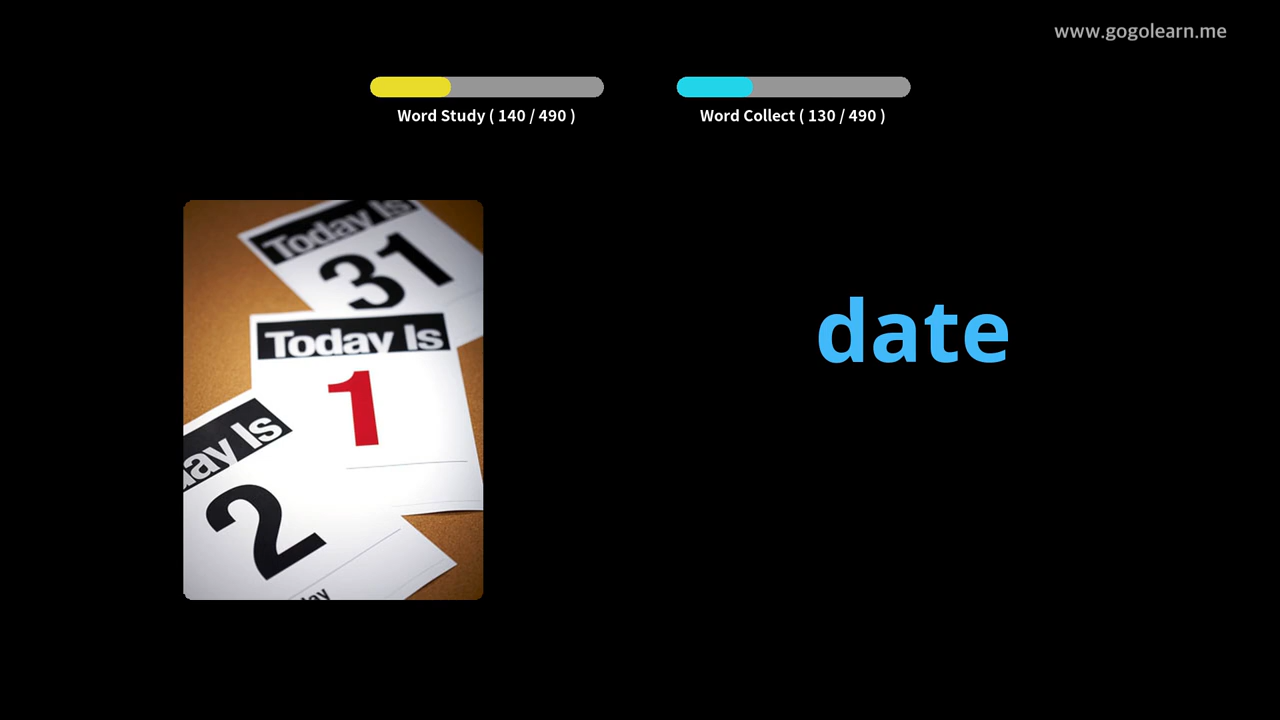 www.gogolearn.me
Word Study ( 140 / 490 )
Word Collect ( 130 / 490 )
Today Is
31
Today Is
1
date
day Is
2